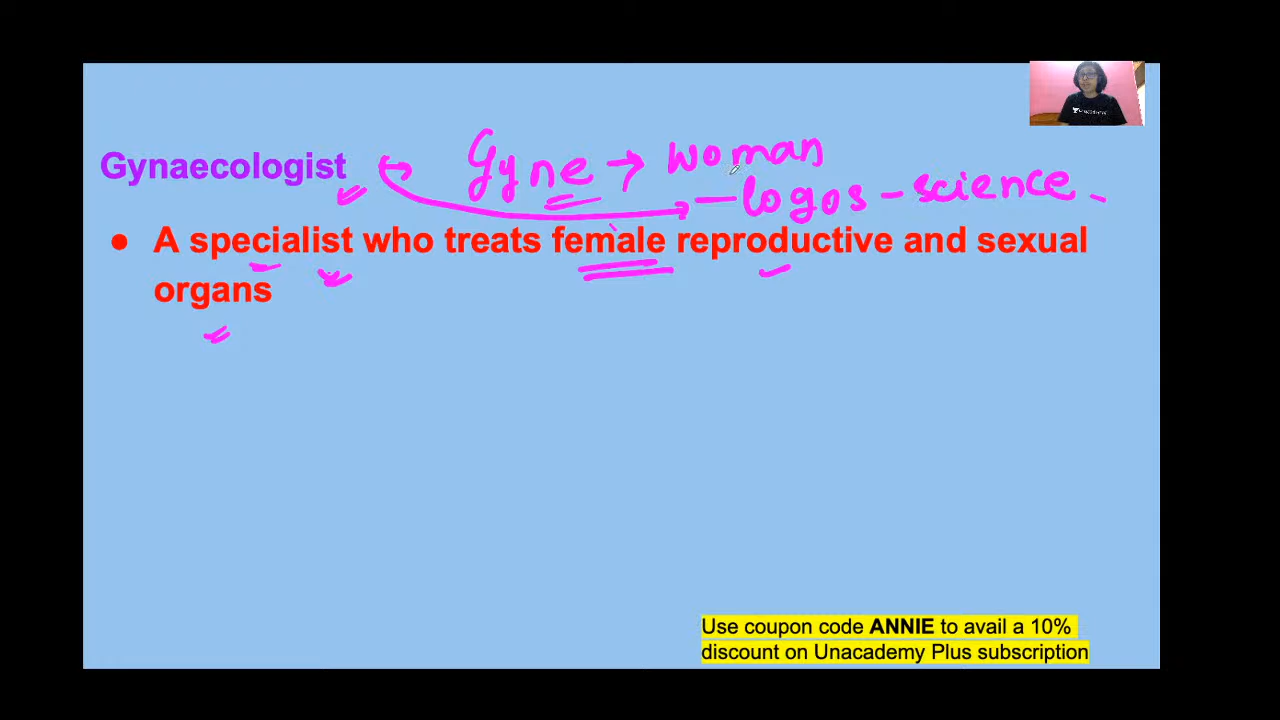 Gynaecologist
Gyne → woman
– logos – science –
● A specialist who treats female reproductive and sexual
organs
Use coupon code ANNIE to avail a 10%
discount on Unacademy Plus subscription